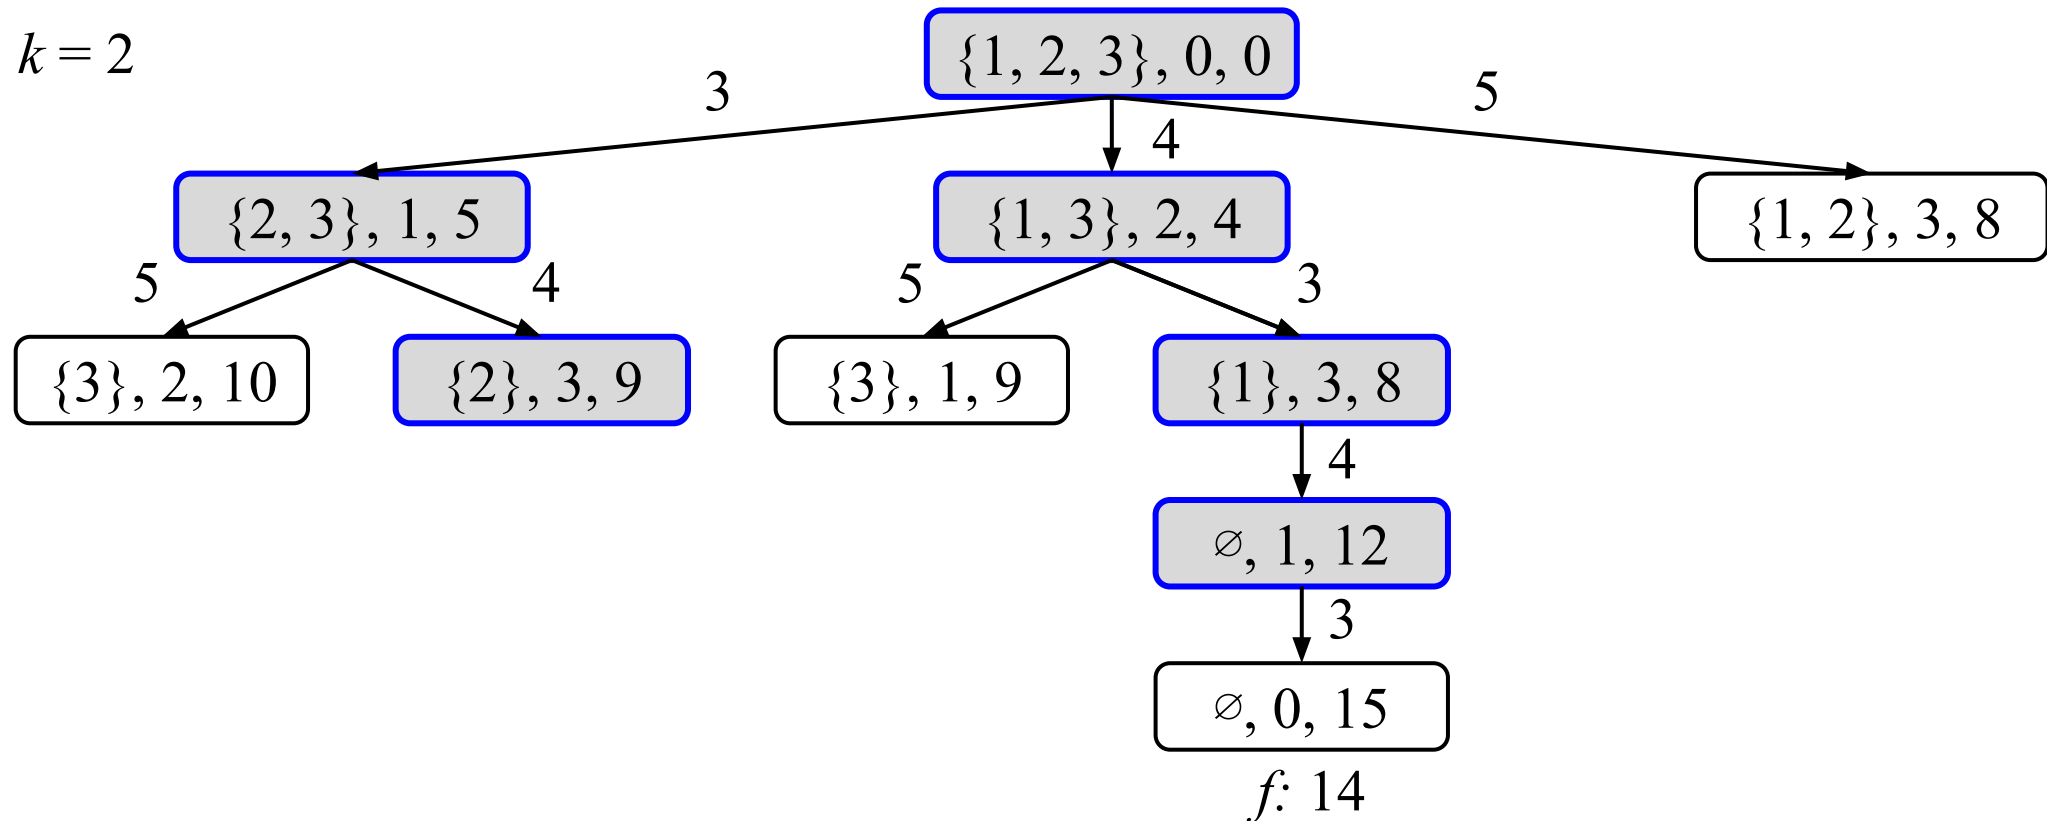 k = 2
{1, 2, 3}, 0, 0
3
4
5
{2, 3}, 1, 5
{1, 3}, 2, 4
{1, 2}, 3, 8
5
4
5
3
{3}, 2, 10
{2}, 3, 9
{3}, 1, 9
{1}, 3, 8
4
∅, 1, 12
3
∅, 0, 15
f: 14